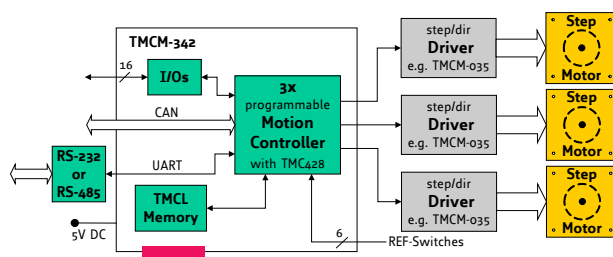 TMCM-342
16
I/Os
CAN
RS-232
or
RS-485
UART
TMCL
Memory
5V DC
3x
programmable
Motion
Controller
with TMC428
6
REF-Switches
step/dir
Driver
e.g. TMCM-035
Step
Motor
step/dir
Driver
e.g. TMCM-035
Step
Motor
step/dir
Driver
e.g. TMCM-035
Step
Motor